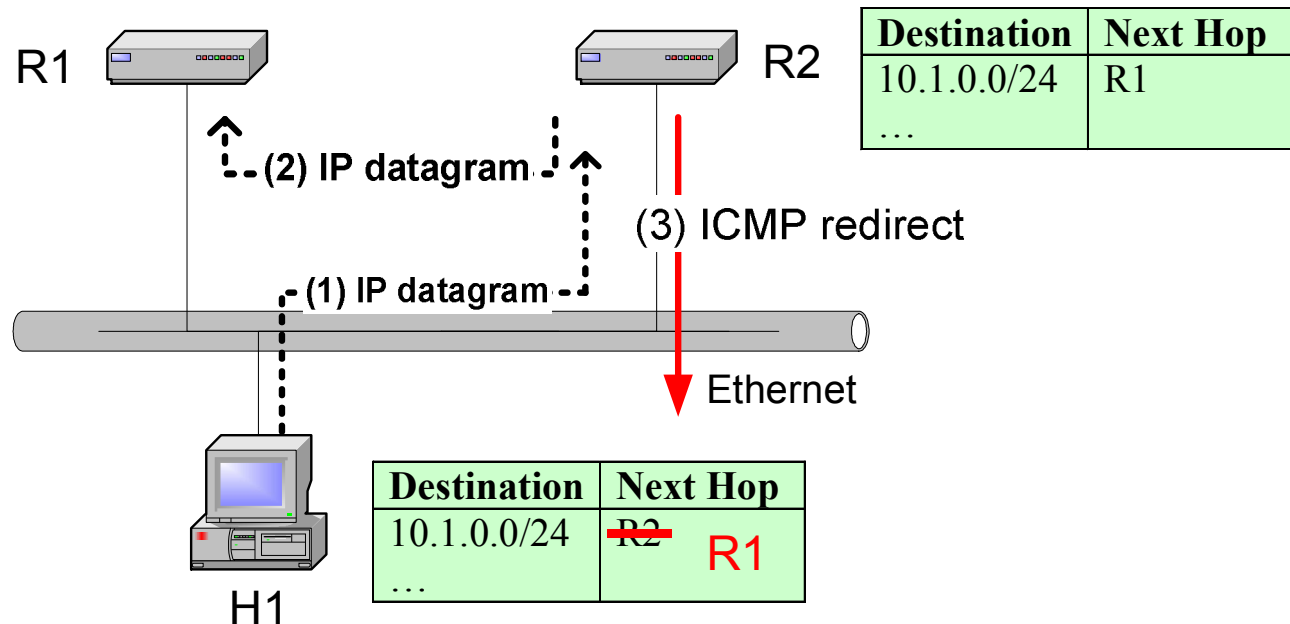 R1
R2
Destination Next Hop
10.1.0.0/24 R1
…
(2) IP datagram
(3) ICMP redirect
(1) IP datagram
Ethernet
Destination Next Hop
10.1.0.0/24 R2 R1
…
H1